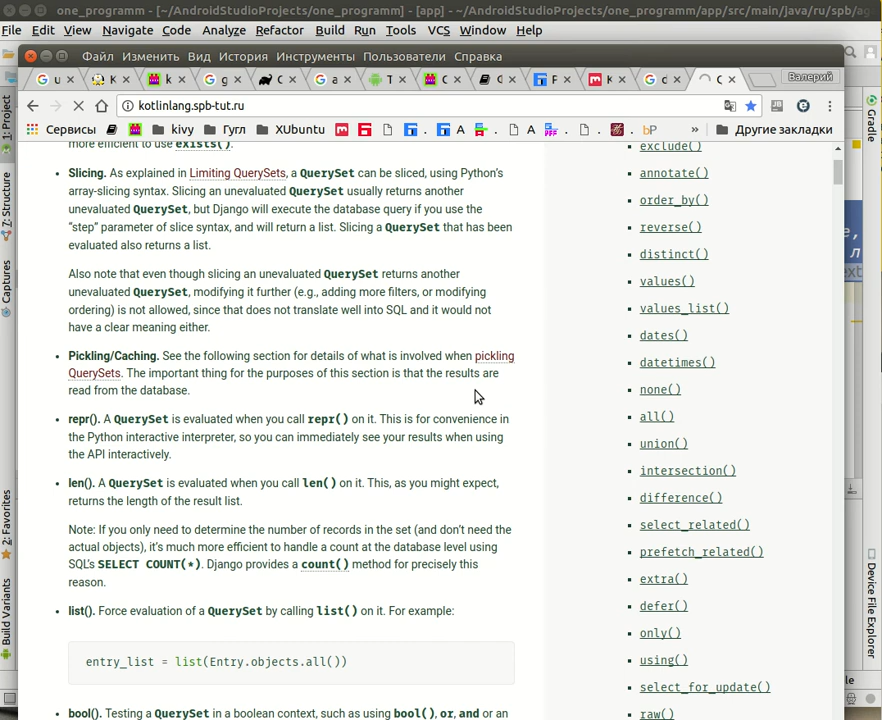 one_programm - [~/AndroidStudioProjects/one_programm] - [app] - ~/AndroidStudioProjects/one_programm/app/src/main/java/ru/spb/ag
File Edit View Navigate Code Analyze Refactor Build Run Tools VCS Window Help
Файл Изменить Вид История Инструменты Пользователи Справка
u K k g C a T C G P K d C Валерий
kotlinlang.spb-tut.ru
Сервисы kivy Гугл XUbuntu . A . A . bP » Другие закладки
more efficient to use exists().
• Slicing. As explained in Limiting QuerySets, a QuerySet can be sliced, using Python's
array-slicing syntax. Slicing an unevaluated QuerySet usually returns another
unevaluated QuerySet, but Django will execute the database query if you use the
"step" parameter of slice syntax, and will return a list. Slicing a QuerySet that has been
evaluated also returns a list.
Also note that even though slicing an unevaluated QuerySet returns another
unevaluated QuerySet, modifying it further (e.g., adding more filters, or modifying
ordering) is not allowed, since that does not translate well into SQL and it would not
have a clear meaning either.
• Pickling/Caching. See the following section for details of what is involved when pickling
QuerySets. The important thing for the purposes of this section is that the results are
read from the database.
• repr(). A QuerySet is evaluated when you call repr() on it. This is for convenience in
the Python interactive interpreter, so you can immediately see your results when using
the API interactively.
• len(). A QuerySet is evaluated when you call len() on it. This, as you might expect,
returns the length of the result list.
Note: If you only need to determine the number of records in the set (and don't need the
actual objects), it's much more efficient to handle a count at the database level using
SQL's SELECT COUNT(*). Django provides a count() method for precisely this
reason.
• list(). Force evaluation of a QuerySet by calling list() on it. For example:
entry_list = list(Entry.objects.all())
• bool(). Testing a QuerySet in a boolean context, such as using bool(), or, and or an
exclude()
annotate()
order_by()
reverse()
distinct()
values()
values_list()
dates()
datetimes()
none()
all()
union()
intersection()
difference()
select_related()
prefetch_related()
extra()
defer()
only()
using()
select_for_update()
raw()
1: Project
7: Structure
Captures
2: Favorites
Build Variants
Gradle
Device File Explorer
е,
л
ext
le